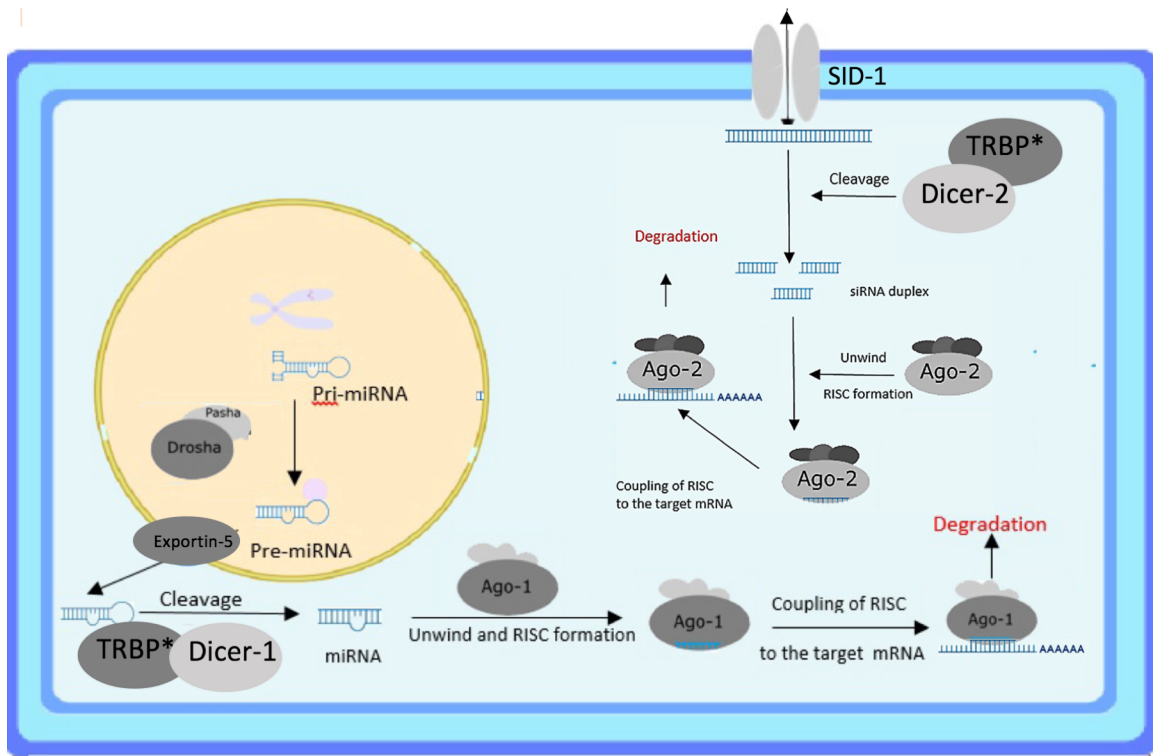 SID-1
TRBP*
Dicer-2
Cleavage
Degradation
siRNA duplex
Ago-2
Unwind
RISC formation
Ago-2
AAAAAA
Ago-2
Coupling of RISC
to the target mRNA
Pri-miRNA
Pasha
Drosha
Pre-miRNA
Exportin-5
Cleavage
TRBP*
Dicer-1
miRNA
Ago-1
Unwind and RISC formation
Ago-1
Coupling of RISC
to the target mRNA
Degradation
Ago-1
AAAAAA